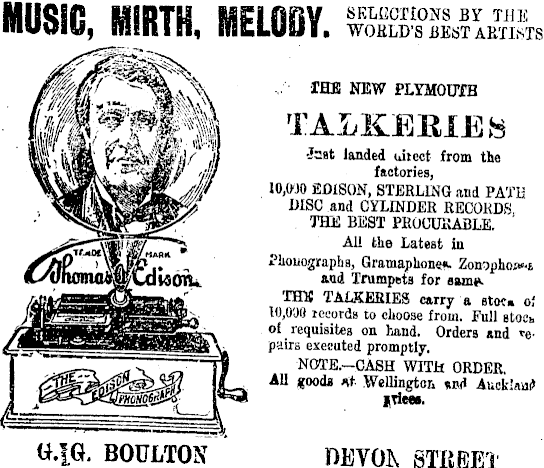 MUSIC, MIRTH, MELODY.
SELECTIONS BY THE
WORLD'S BEST ARTISTS
THE NEW PLYMOUTH
TALKERIES
Just landed direct from the
factories,
10,000 EDISON, STERLING and PATE
DISC and CYLINDER RECORDS,
THE BEST PROCURABLE.
All the Latest in
Phonographs, Gramaphones. Zonophones
and Trumpets for same.
THE TALKERIES carry a stock of
10,000 records to choose from. Full stock
of requisites on hand. Orders and re-
pairs executed promptly.
NOTE.—CASH WITH ORDER.
All goods at Wellington and Auckland
prices.
TRADE MARK
Thomas A Edison
THE EDISON PHONOGRAPH
G. G. BOULTON
DEVON STREET